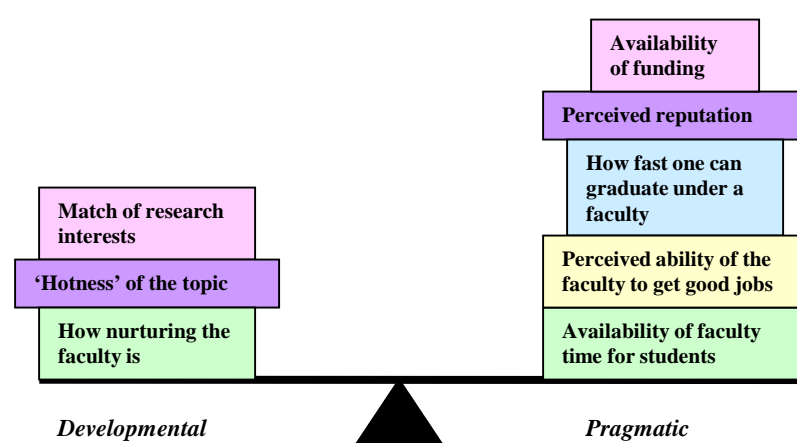 Match of research
interests
‘Hotness’ of the topic
How nurturing the
faculty is
Developmental
Availability
of funding
Perceived reputation
How fast one can
graduate under a
faculty
Perceived ability of the
faculty to get good jobs
Availability of faculty
time for students
Pragmatic